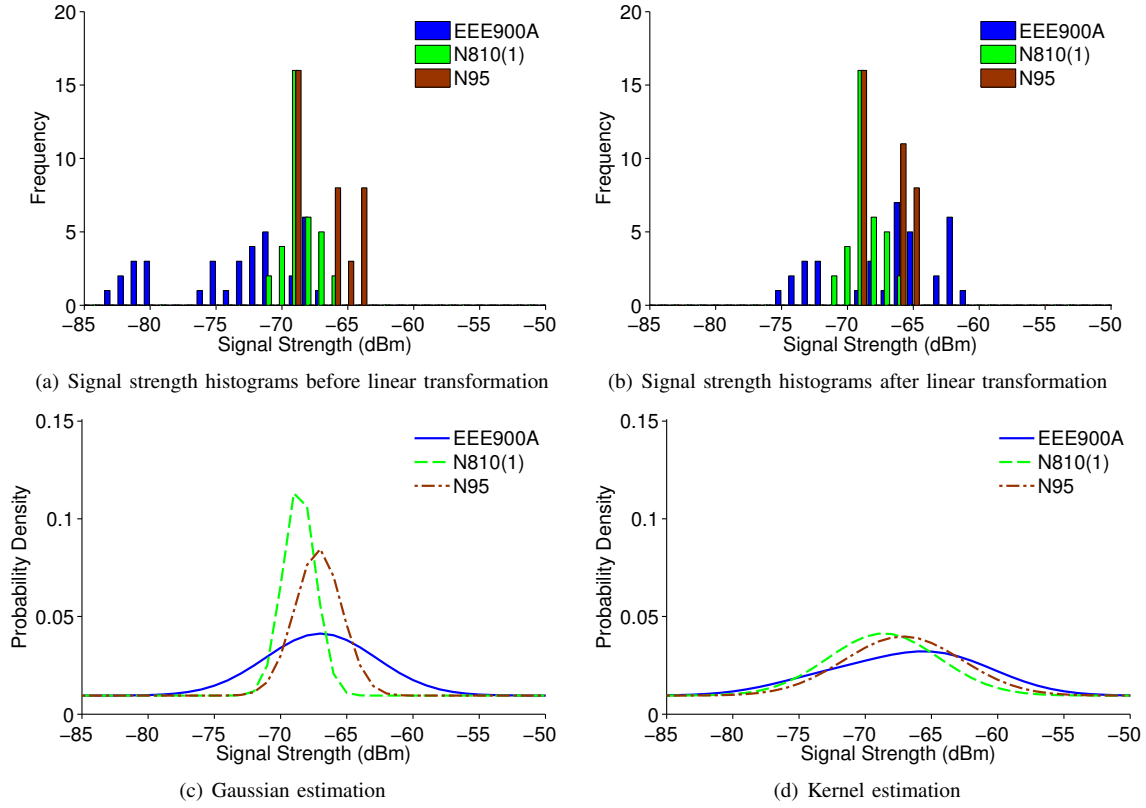 20
15
10
5
0
Frequency
EEE900A
N810(1)
N95
−85 −80 −75 −70 −65 −60 −55 −50
Signal Strength (dBm)
(a) Signal strength histograms before linear transformation
20
15
10
5
0
Frequency
EEE900A
N810(1)
N95
−85 −80 −75 −70 −65 −60 −55 −50
Signal Strength (dBm)
(b) Signal strength histograms after linear transformation
0.15
0.1
0.05
0
Probability Density
EEE900A
N810(1)
N95
−85 −80 −75 −70 −65 −60 −55 −50
Signal Strength (dBm)
(c) Gaussian estimation
0.15
0.1
0.05
0
Probability Density
EEE900A
N810(1)
N95
−85 −80 −75 −70 −65 −60 −55 −50
Signal Strength (dBm)
(d) Kernel estimation